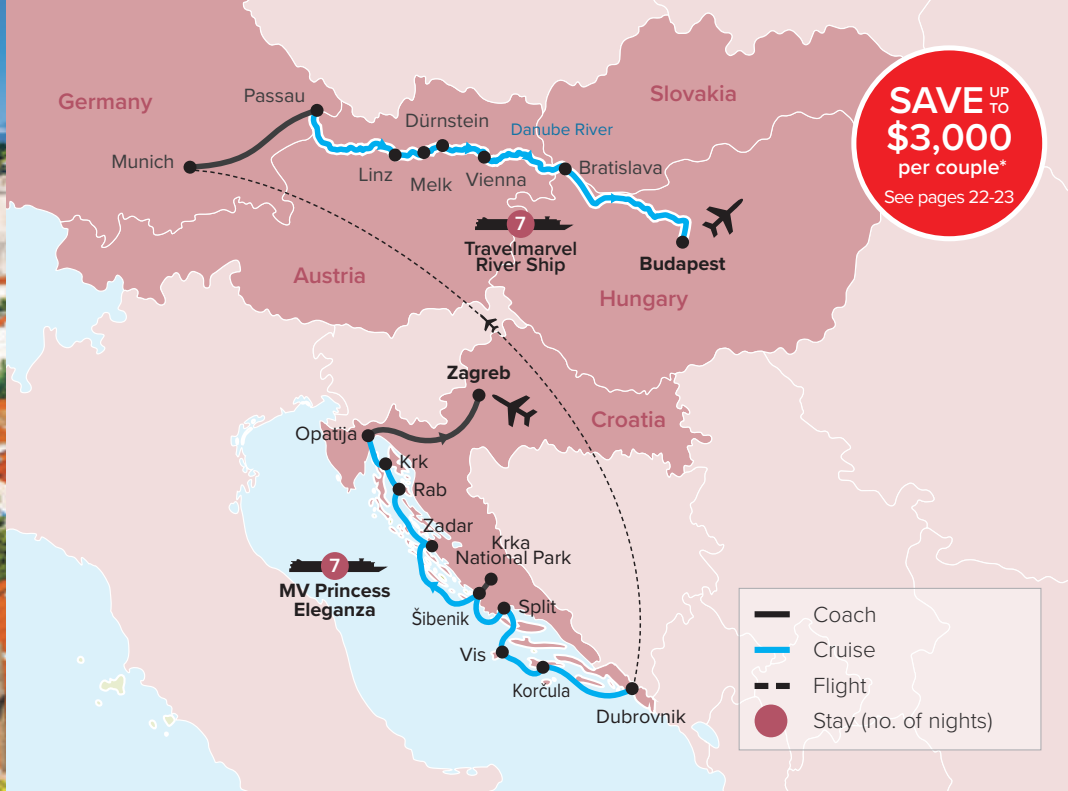 Germany
Passau
Munich
Dürnstein
Danube River
Slovakia
Linz
Melk
Vienna
Bratislava
7
Travelmarvel
River Ship
Budapest
Austria
Hungary
SAVE UP TO
$3,000
per couple*
See pages 22-23
Zagreb
Croatia
Opatija
Krk
Rab
Zadar
Krka
National Park
7
MV Princess
Eleganza
Šibenik
Split
Vis
Korčula
Dubrovnik
Coach
Cruise
Flight
Stay (no. of nights)